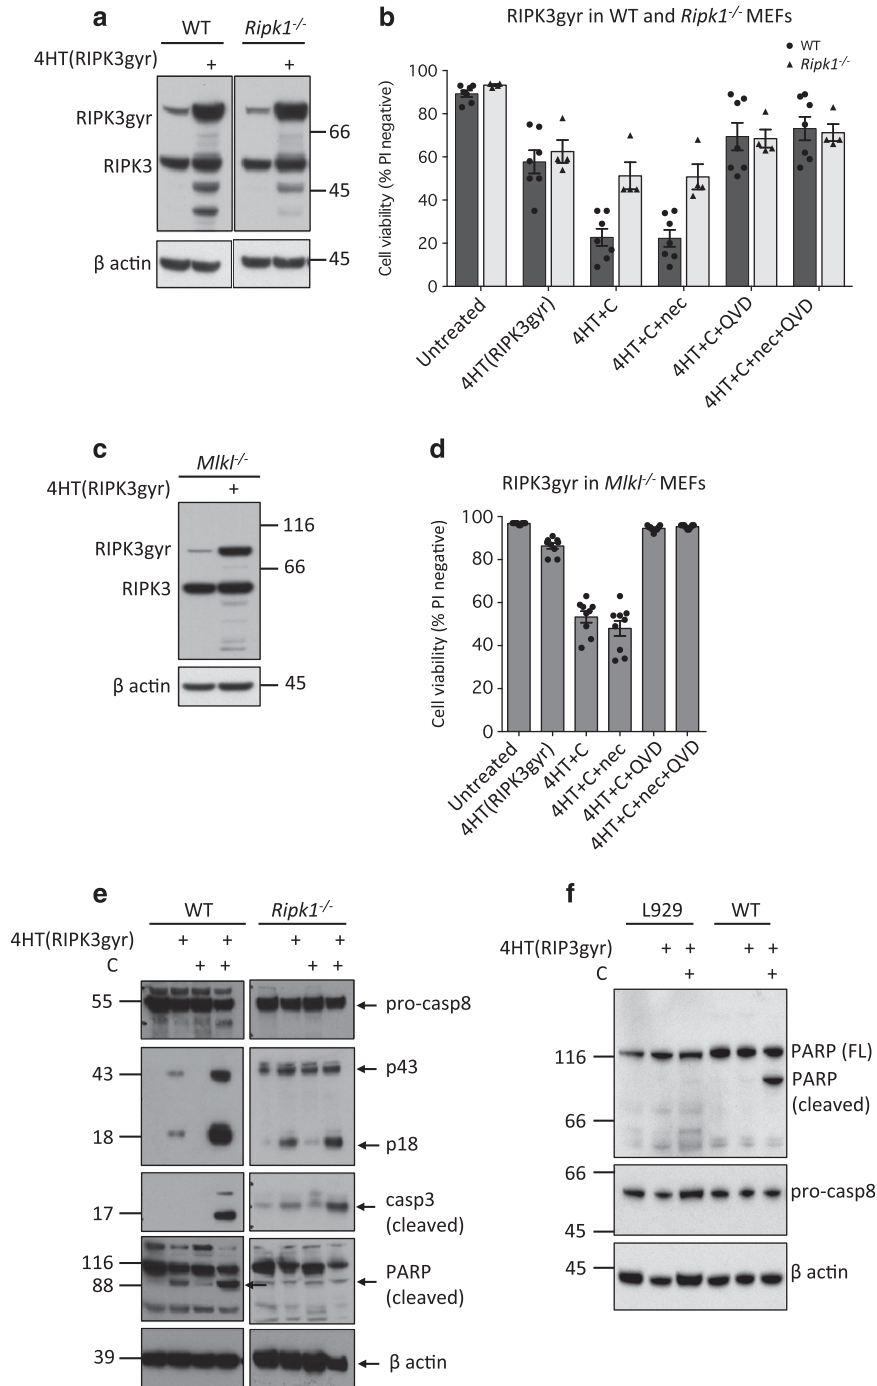 a
WT Ripk1-/-
4HT(RIPK3gyr) + +
RIPK3gyr
66
RIPK3
45
β actin
45
b
RIPK3gyr in WT and Ripk1-/- MEFs
WT
Ripk1-/-
Cell viability (% PI negative)
100
80
60
40
20
0
Untreated
4HT(RIPK3gyr)
4HT+C
4HT+C+nec
4HT+C+QVD
4HT+C+nec+QVD
c
Mlkl-/-
4HT(RIPK3gyr) +
116
RIPK3gyr
66
RIPK3
β actin
45
d
RIPK3gyr in Mlkl-/- MEFs
Cell viability (% PI negative)
100
80
60
40
20
0
Untreated
4HT(RIPK3gyr)
4HT+C
4HT+C+nec
4HT+C+QVD
4HT+C+nec+QVD
e
WT Ripk1-/-
4HT(RIPK3gyr) + + + +
C + + + +
55
pro-casp8
43
p43
18
p18
casp3
(cleaved)
17
116
88
PARP
(cleaved)
39
β actin
f
L929 WT
4HT(RIP3gyr) + + + +
C + +
116
PARP (FL)
PARP
(cleaved)
66
66
pro-casp8
45
45
β actin